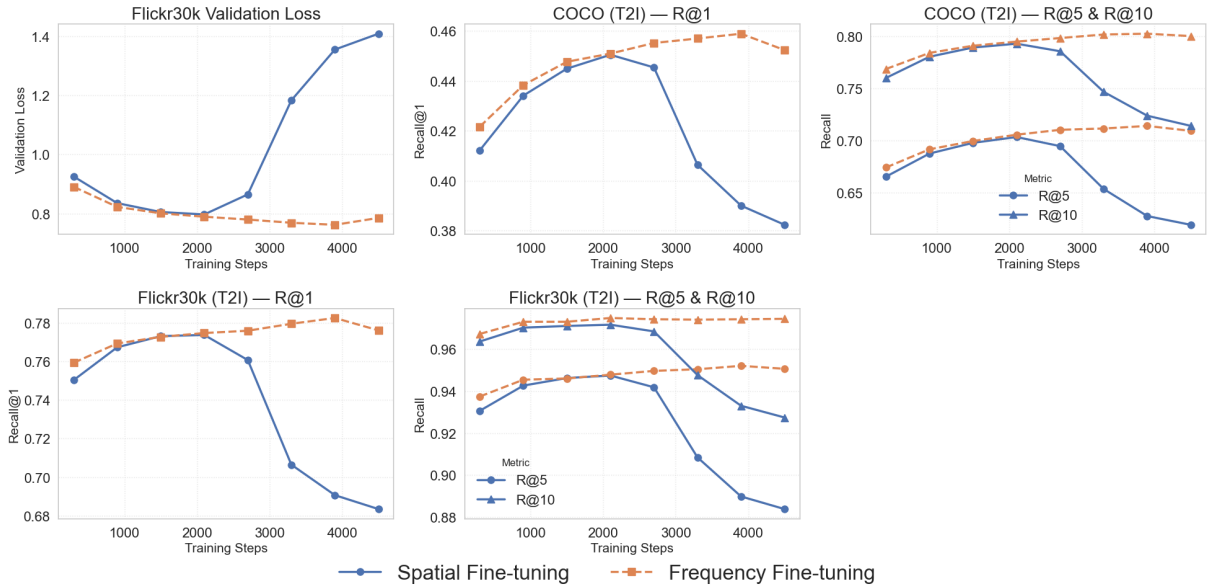 Flickr30k Validation Loss
Validation Loss
1.4
1.2
1.0
0.8
1000 2000 3000 4000
Training Steps
COCO (T2I) — R@1
Recall@1
0.46
0.44
0.42
0.40
0.38
1000 2000 3000 4000
Training Steps
COCO (T2I) — R@5 & R@10
Recall
0.80
0.75
0.70
0.65
Metric
R@5
R@10
1000 2000 3000 4000
Training Steps
Flickr30k (T2I) — R@1
Recall@1
0.78
0.76
0.74
0.72
0.70
0.68
1000 2000 3000 4000
Training Steps
Flickr30k (T2I) — R@5 & R@10
Recall
0.96
0.94
0.92
0.90
0.88
Metric
R@5
R@10
1000 2000 3000 4000
Training Steps
Spatial Fine-tuning Frequency Fine-tuning